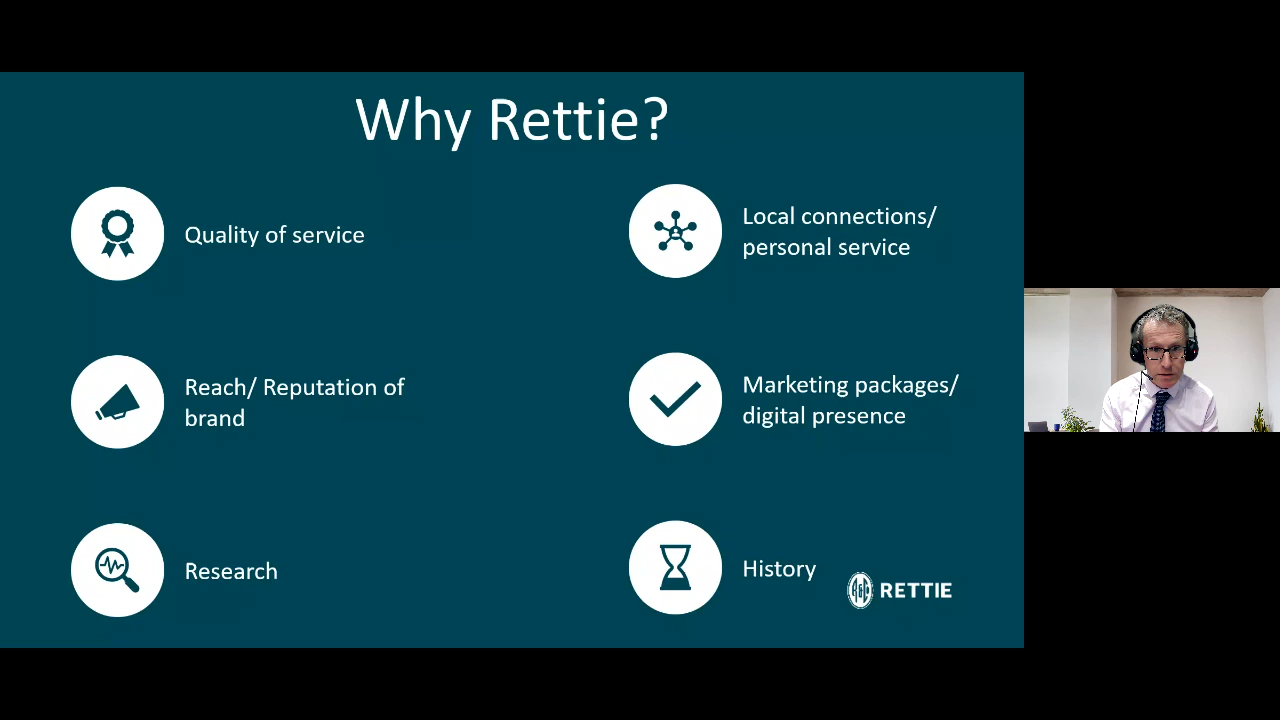 Why Rettie?
Quality of service
Local connections/
personal service
Reach/ Reputation of
brand
Marketing packages/
digital presence
Research
History
RETTIE